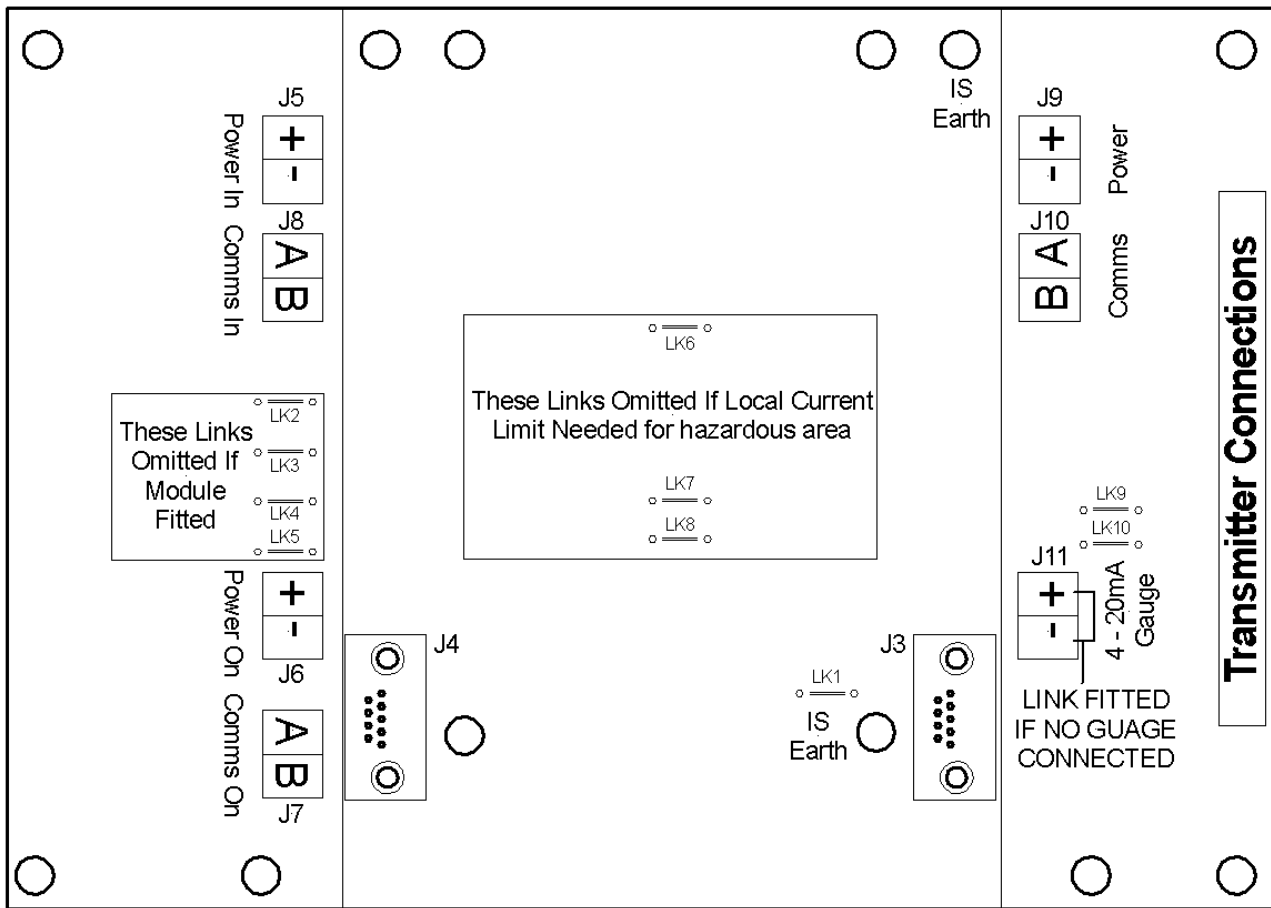 J5
+
-
Power In
J8
A
B
Comms In
These Links
Omitted If
Module
Fitted
LK2
LK3
LK4
LK5
Power On
+
-
J6
Comms On
A
B
J7
IS
Earth
LK6
These Links Omitted If Local Current
Limit Needed for hazardous area
LK7
LK8
J4
J3
LK1
IS
Earth
J9
+
-
Power
J10
A
B
Comms
LK9
LK10
J11
+
-
4 - 20mA
Gauge
LINK FITTED
IF NO GUAGE
CONNECTED
Transmitter Connections